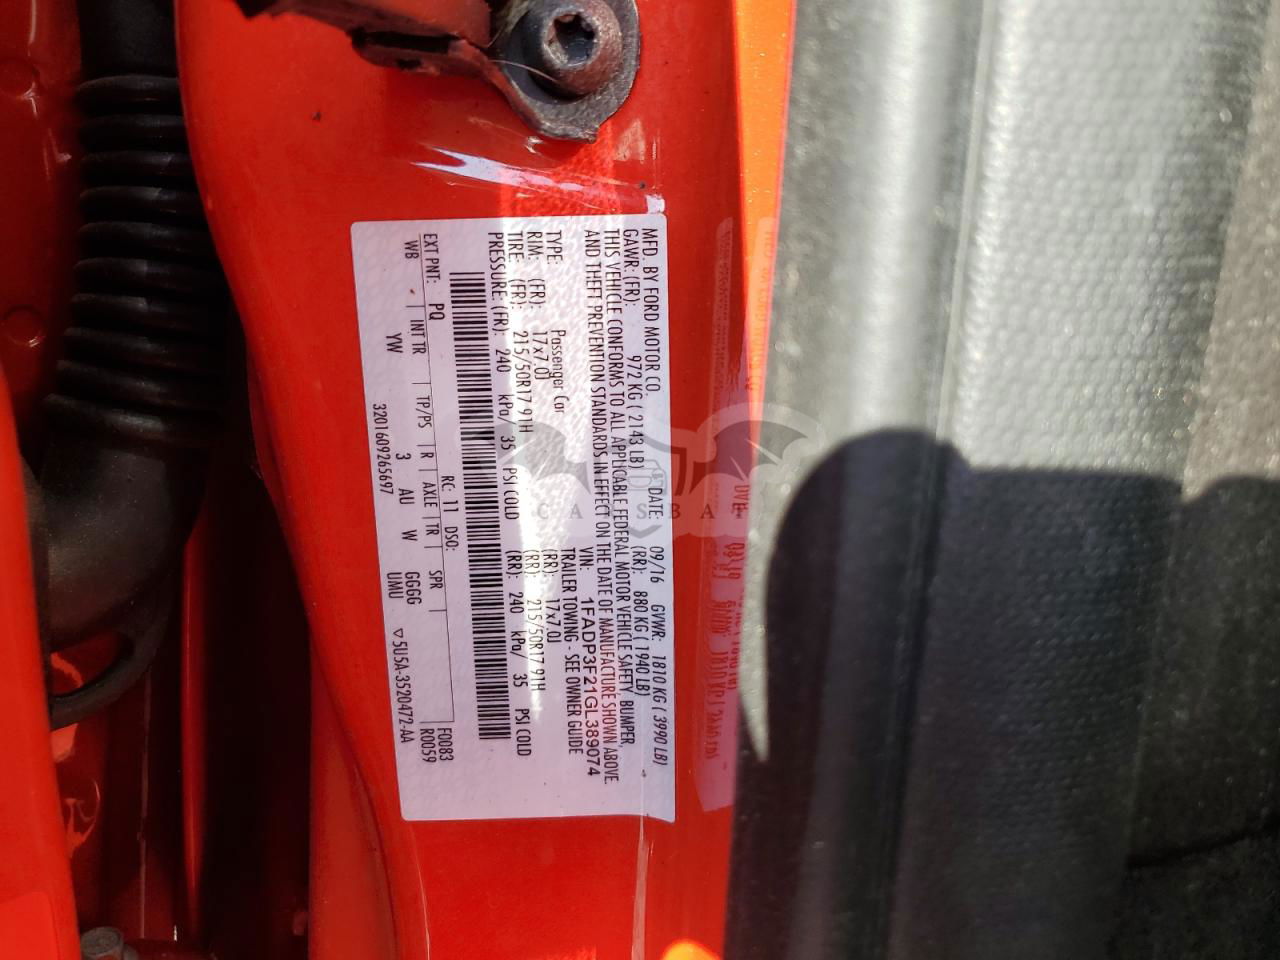 MFD. BY FORD MOTOR CO.
DATE: 09/16 GVWR: 1810 KG ( 3990 LB)
GAWR: (FR): 972 KG ( 2143 LB) (RR): 880 KG ( 1940 LB)
THIS VEHICLE CONFORMS TO ALL APPLICABLE FEDERAL MOTOR VEHICLE SAFETY, BUMPER,
AND THEFT PREVENTION STANDARDS IN EFFECT ON THE DATE OF MANUFACTURE SHOWN ABOVE.
VIN: 1FADP3F21GL389074
TYPE: Passenger Car TRAILER TOWING - SEE OWNER GUIDE
RIM: (FR): 17x7.0J (RR): 17x7.0J
TIRE: (FR): 215/50R17 91H (RR): 215/50R17 91H
PRESSURE: (FR): 240 kPa/ 35 PSI COLD (RR): 240 kPa/ 35 PSI COLD
RC: 11 DSO: F0083
EXT PNT: PQ INT TR TP/PS R AXLE TR SPR R0059
WB YW 3 AU W GGGG UMU ▽5U5A-3520472-AA
3201609265697
CARSBAT